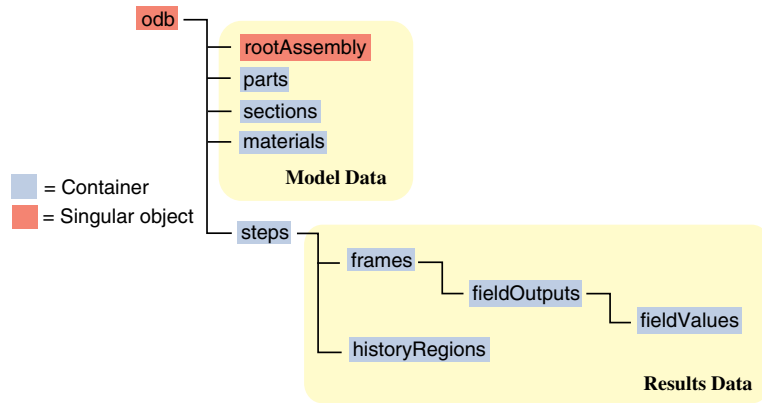 odb
rootAssembly
parts
sections
materials
Model Data
= Container
= Singular object
steps
frames
fieldOutputs
fieldValues
historyRegions
Results Data